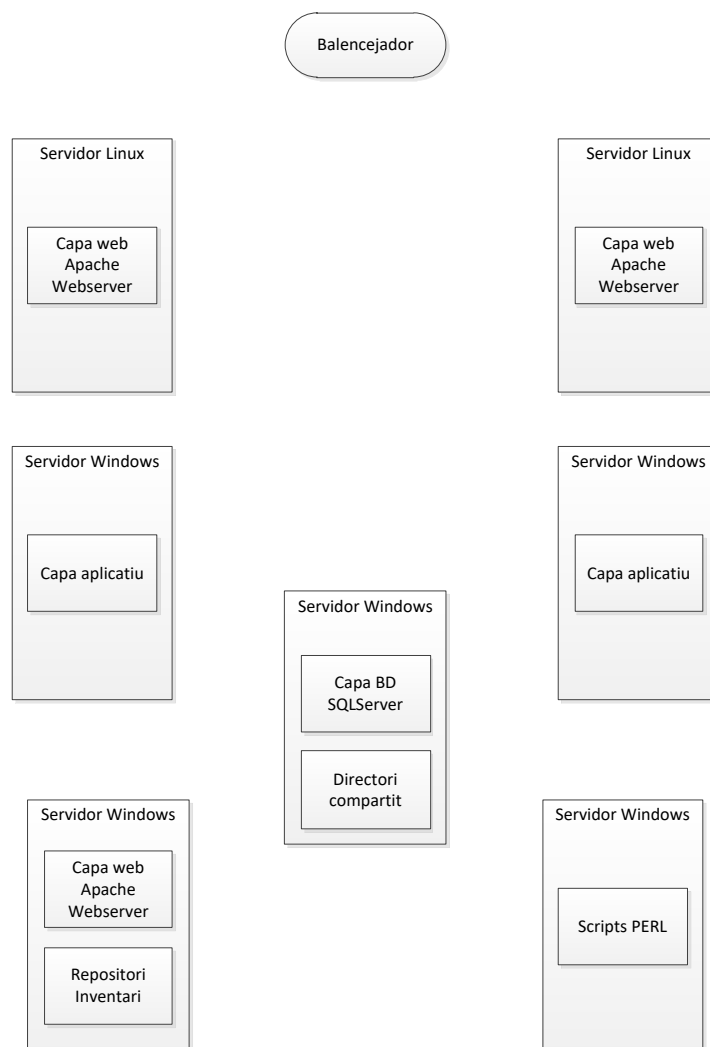 Balencejador
Servidor Linux
Capa web
Apache
Webserver
Servidor Linux
Capa web
Apache
Webserver
Servidor Windows
Capa aplicatiu
Servidor Windows
Capa aplicatiu
Servidor Windows
Capa BD
SQLServer
Directori
compartit
Servidor Windows
Capa web
Apache
Webserver
Repositori
Inventari
Servidor Windows
Scripts PERL